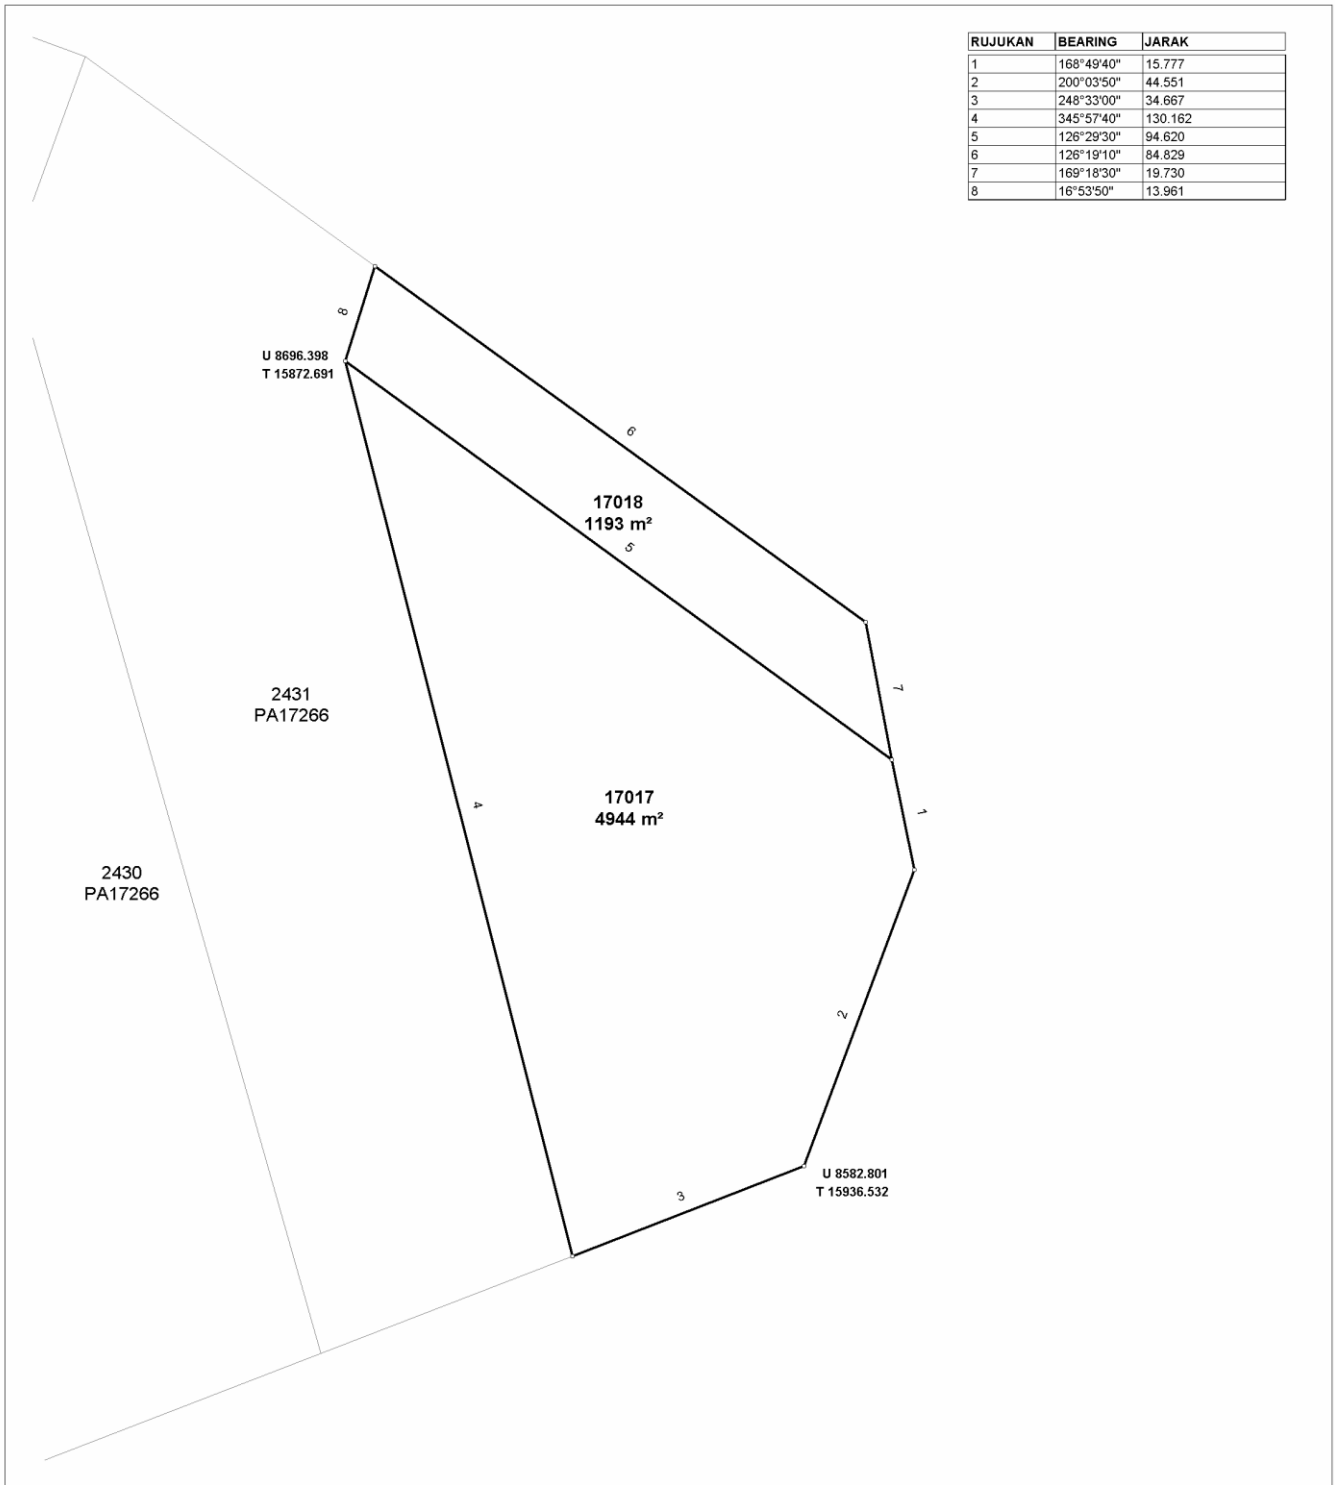 RUJUKAN BEARING JARAK
1 168°49'40" 15.777
2 200°03'50" 44.551
3 248°33'00" 34.667
4 345°57'40" 130.162
5 126°29'30" 94.620
6 126°19'10" 84.829
7 169°18'30" 19.730
8 16°53'50" 13.961
8
U 8696.398
T 15872.691
6
17018
1193 m²
5
7
2431
PA17266
4
17017
4944 m²
1
2430
PA17266
2
U 8582.801
T 15936.532
3